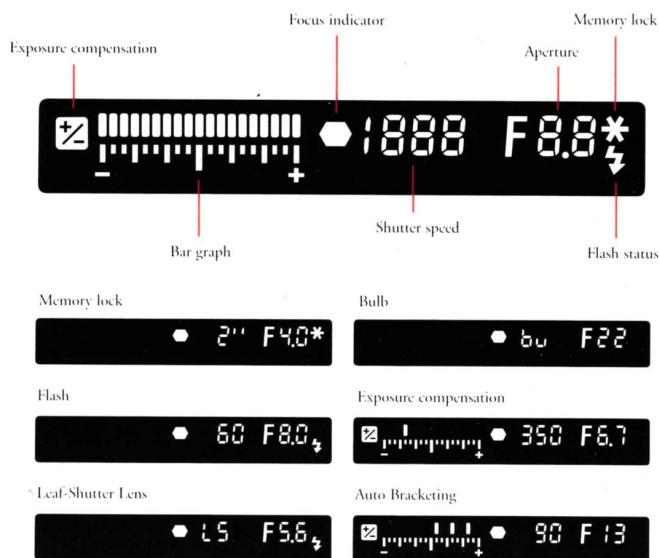 Focus indicator
Memory lock
Exposure compensation
Aperture
1888 F8.8*
- +
Shutter speed
Bar graph
Flash status
Memory lock
2'' F4.0*
Bulb
bu F22
Flash
60 F8.0
Exposure compensation
+/- - + 350 F6.7
Leaf-Shutter Lens
LS F5.6
Auto Bracketing
+/- - + 90 F13